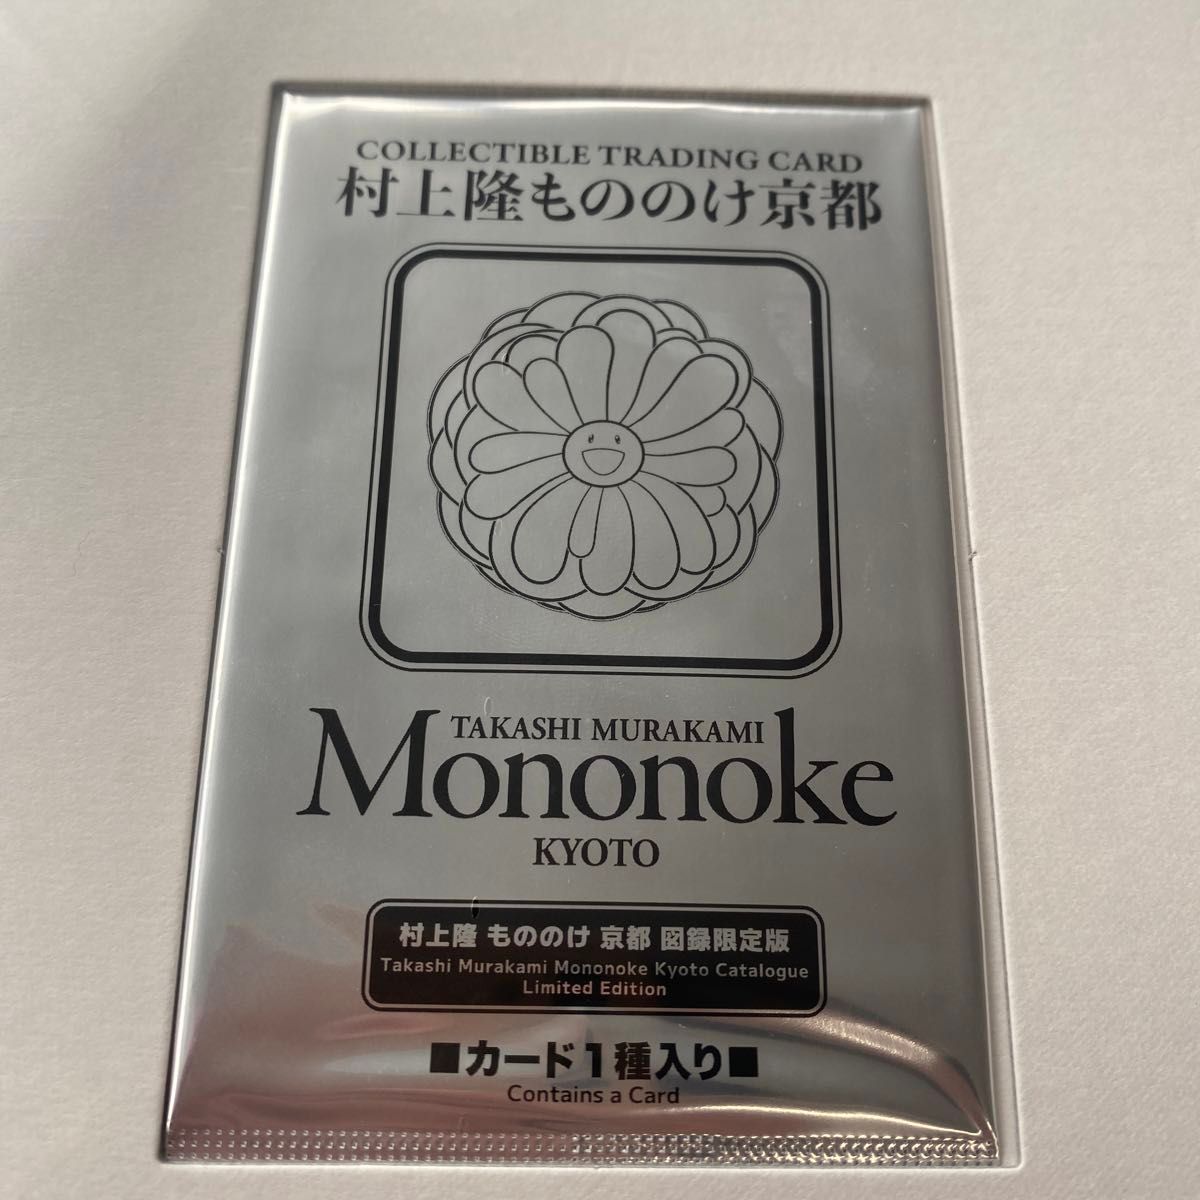 COLLECTIBLE TRADING CARD
村上隆もののけ京都
TAKASHI MURAKAMI
Mononoke
KYOTO
村上隆 もののけ 京都 図録限定版
Takashi Murakami Mononoke Kyoto Catalogue
Limited Edition
■カード1種入り■
Contains a Card